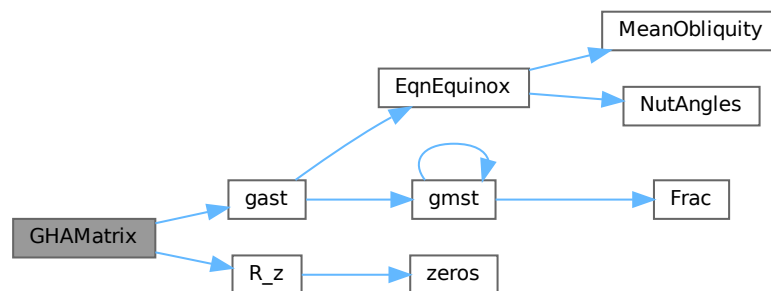 MeanObliquity
EqnEquinox
NutAngles
gast
gmst
Frac
GHAMatrix
R_z
zeros